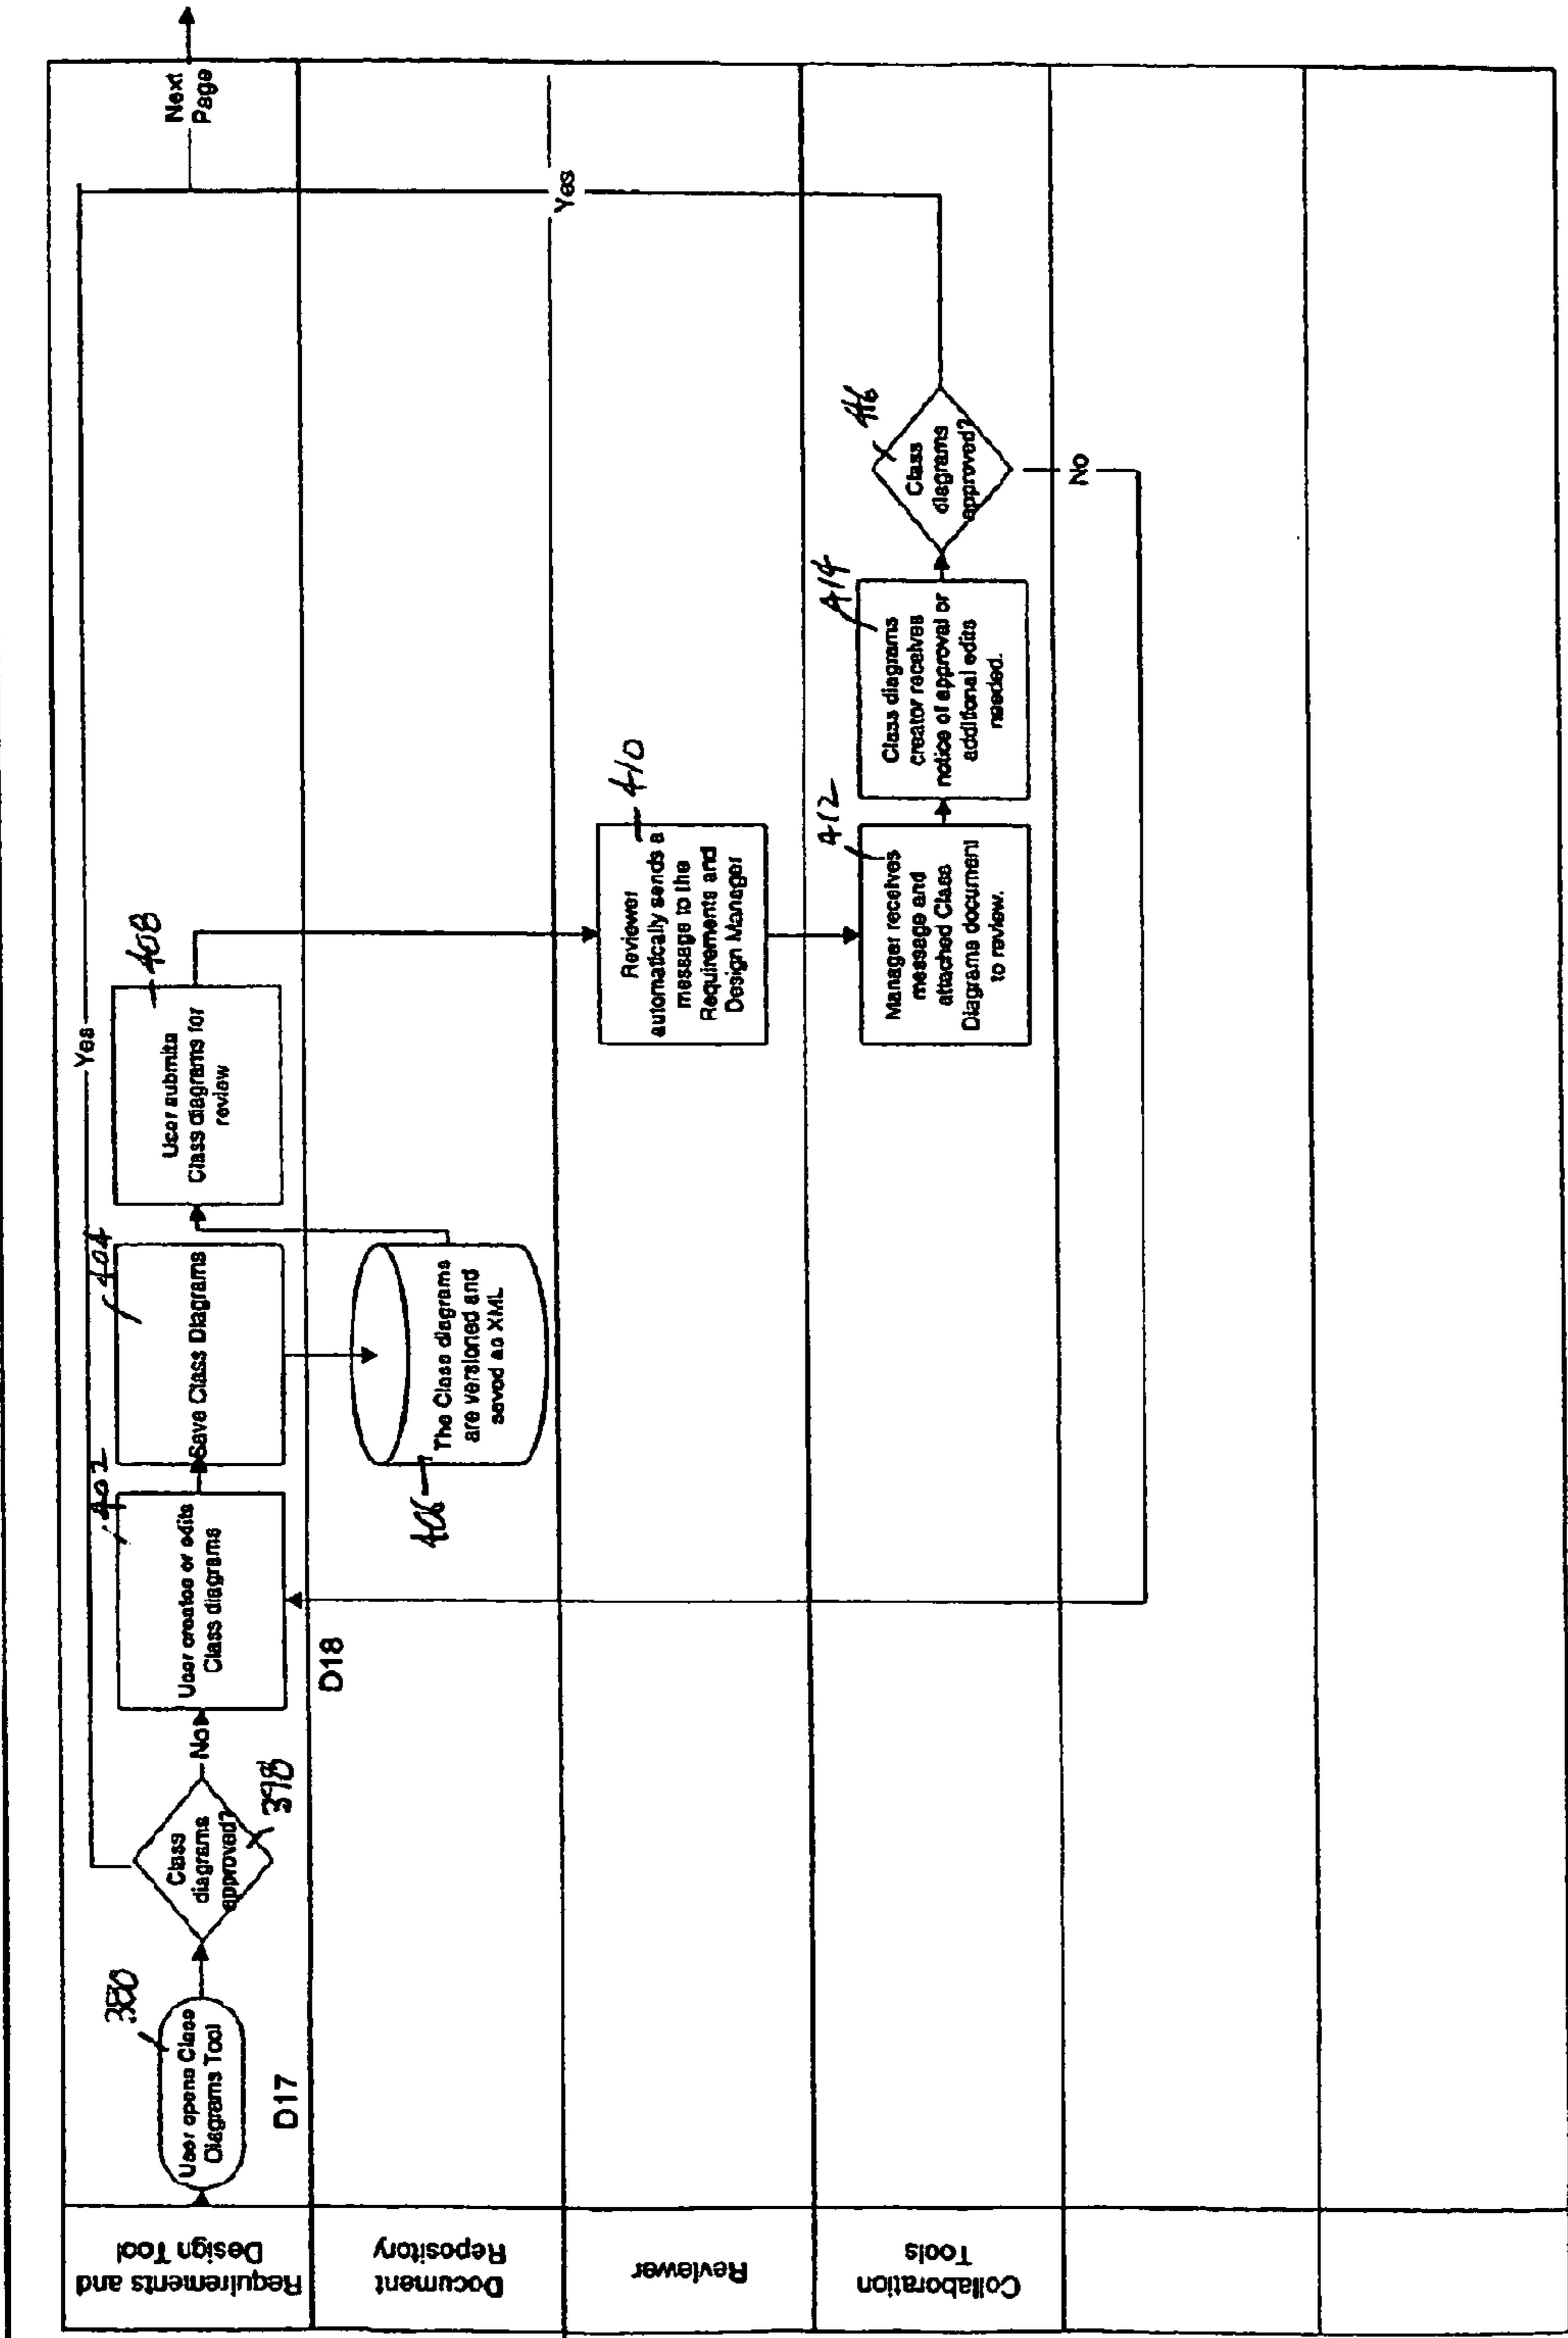 Requirements and
Design Tool
380
User opens Class
Diagrams Tool
D17
Class
diagrams
approved?
398
No
Yes
402
User creates or edits
Class diagrams
D18
404
Save Class Diagrams
408
User submits
Class diagrams for
review
Next
Page
Document
Repository
406
The Class diagrams
are versioned and
saved as XML
Yes
Reviewer
410
Reviewer
automatically sends a
message to the
Requirements and
Design Manager
Collaboration
Tools
412
Manager receives
message and
attached Class
Diagrams document
to review.
414
Class diagrams
creator receives
notice of approval or
additional edits
needed.
416
Class
diagrams
approved?
No